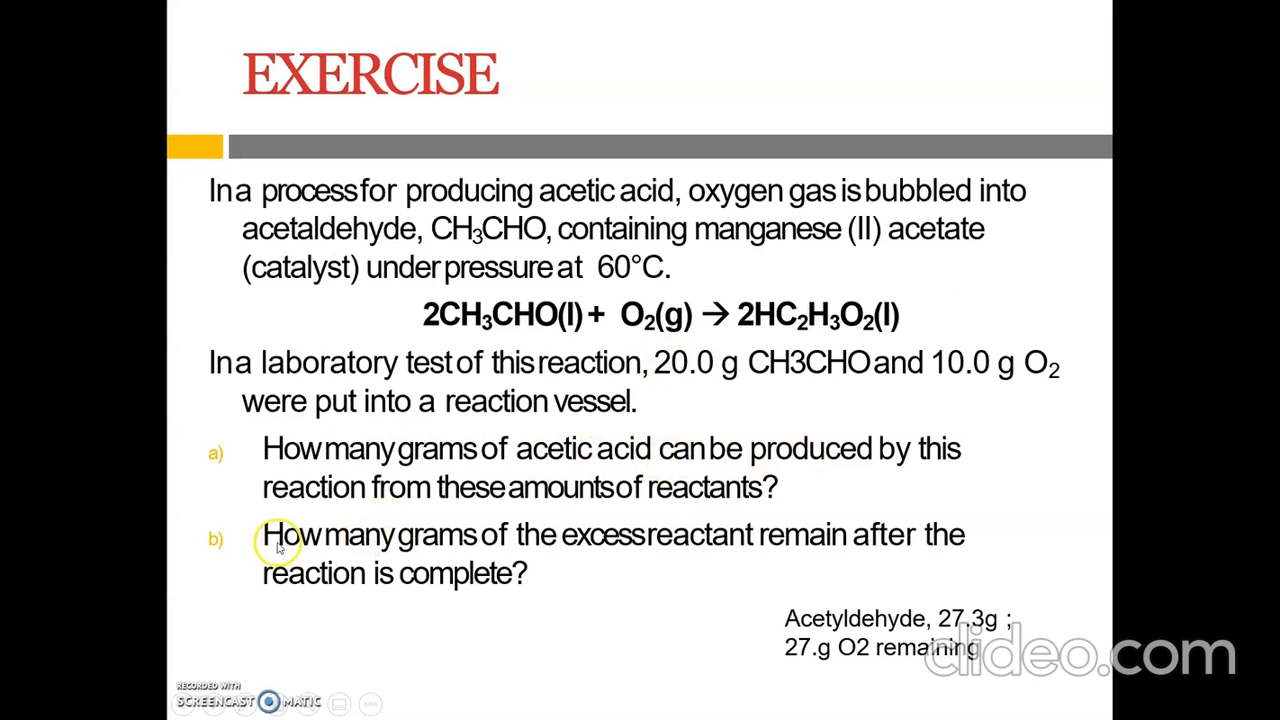 EXERCISE
In a process for producing acetic acid, oxygen gas is bubbled into
acetaldehyde, CH₃CHO, containing manganese (II) acetate
(catalyst) under pressure at 60°C.
2CH₃CHO(l) + O₂(g) → 2HC₂H₃O₂(l)
In a laboratory test of this reaction, 20.0 g CH3CHO and 10.0 g O₂
were put into a reaction vessel.
a) How many grams of acetic acid can be produced by this
reaction from these amounts of reactants?
b) How many grams of the excess reactant remain after the
reaction is complete?
Acetyldehyde, 27.3g ;
27.g O2 remaining
clideo.com
RECORDED WITH
SCREENCAST MATIC